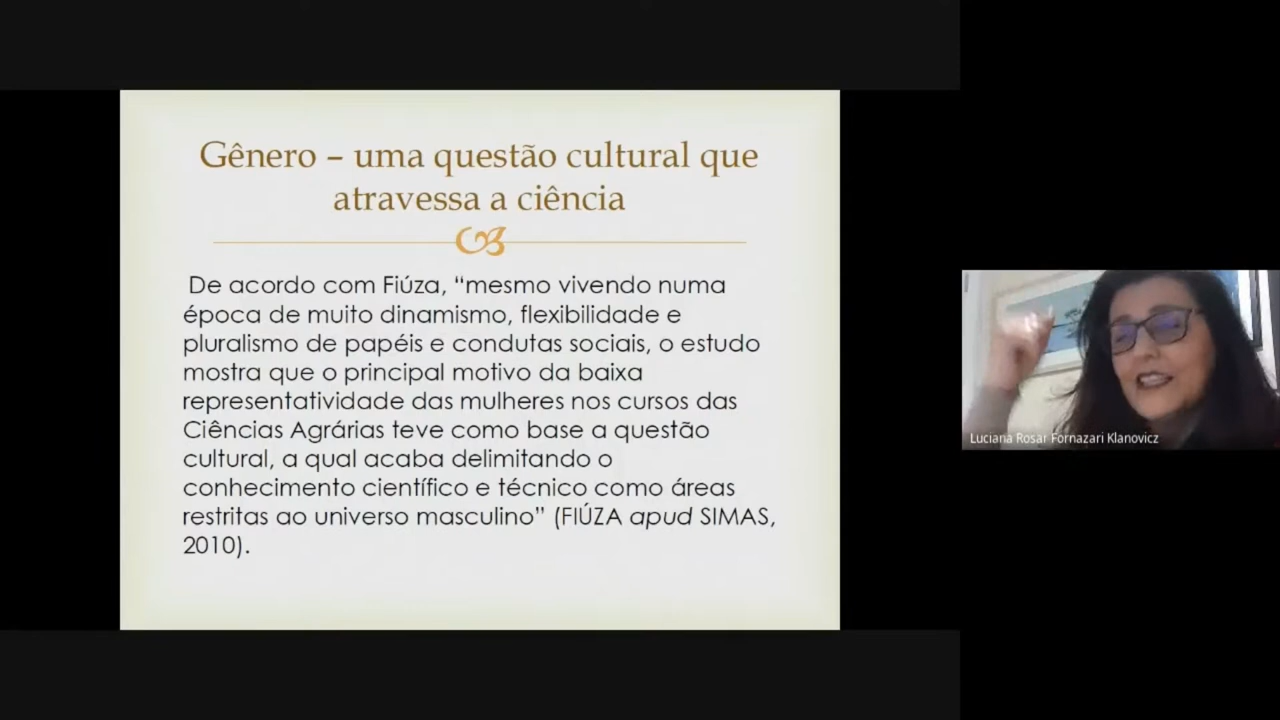 Gênero – uma questão cultural que
atravessa a ciência
De acordo com Fiúza, “mesmo vivendo numa
época de muito dinamismo, flexibilidade e
pluralismo de papéis e condutas sociais, o estudo
mostra que o principal motivo da baixa
representatividade das mulheres nos cursos das
Ciências Agrárias teve como base a questão
cultural, a qual acaba delimitando o
conhecimento científico e técnico como áreas
restritas ao universo masculino” (FIÚZA apud SIMAS,
2010).
Luciana Rosar Fornazari Klanovicz